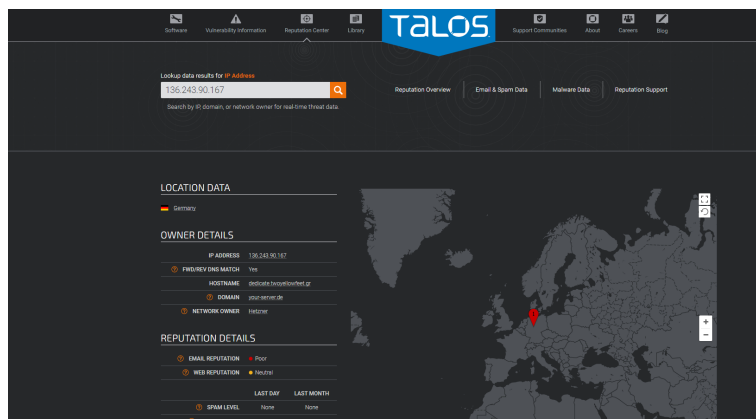 Software
Vulnerability Information
Reputation Center
Library
TALOS
Support Communities
About
Careers
Blog
Lookup data results for IP Address
136.243.90.167
Search by IP, domain, or network owner for real-time threat data.
Reputation Overview
Email & Spam Data
Malware Data
Reputation Support
LOCATION DATA
Germany
OWNER DETAILS
IP ADDRESS 136.243.90.167
FWD/REV DNS MATCH Yes
HOSTNAME dedicate.twoyellowfeet.gr
DOMAIN your-server.de
NETWORK OWNER Hetzner
REPUTATION DETAILS
EMAIL REPUTATION Poor
WEB REPUTATION Neutral
LAST DAY LAST MONTH
SPAM LEVEL None None